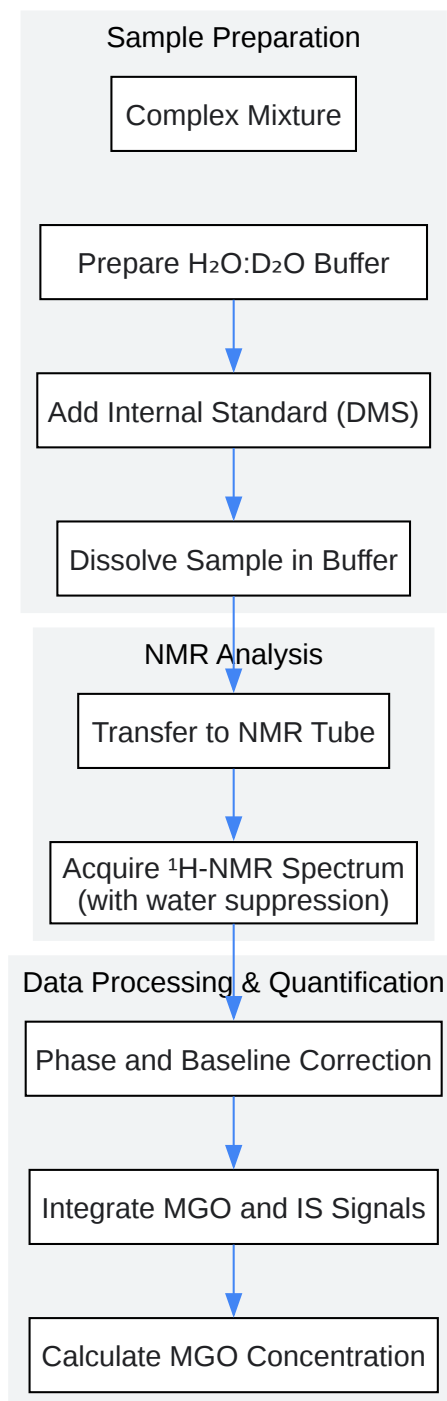 Sample Preparation
Complex Mixture
Prepare H₂O:D₂O Buffer
Add Internal Standard (DMS)
Dissolve Sample in Buffer
NMR Analysis
Transfer to NMR Tube
Acquire ¹H-NMR Spectrum
(with water suppression)
Data Processing & Quantification
Phase and Baseline Correction
Integrate MGO and IS Signals
Calculate MGO Concentration